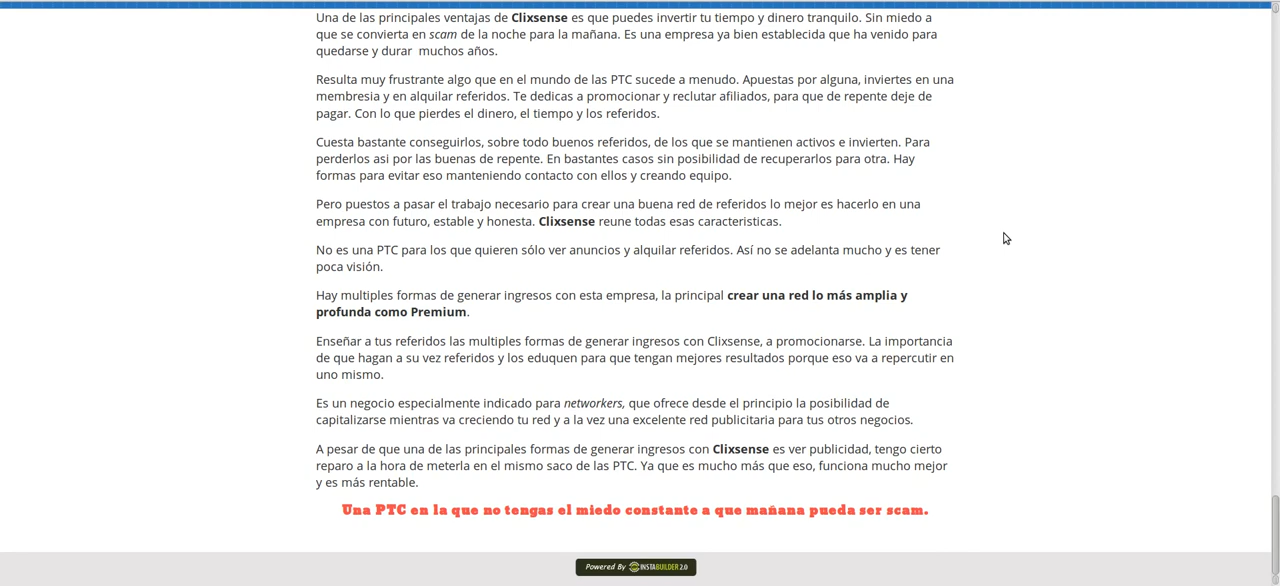 Una de las principales ventajas de Clixsense es que puedes invertir tu tiempo y dinero tranquilo. Sin miedo a
que se convierta en scam de la noche para la mañana. Es una empresa ya bien establecida que ha venido para
quedarse y durar  muchos años.
Resulta muy frustrante algo que en el mundo de las PTC sucede a menudo. Apuestas por alguna, inviertes en una
membresia y en alquilar referidos. Te dedicas a promocionar y reclutar afiliados, para que de repente deje de
pagar. Con lo que pierdes el dinero, el tiempo y los referidos.
Cuesta bastante conseguirlos, sobre todo buenos referidos, de los que se mantienen activos e invierten. Para
perderlos asi por las buenas de repente. En bastantes casos sin posibilidad de recuperarlos para otra. Hay
formas para evitar eso manteniendo contacto con ellos y creando equipo.
Pero puestos a pasar el trabajo necesario para crear una buena red de referidos lo mejor es hacerlo en una
empresa con futuro, estable y honesta. Clixsense reune todas esas caracteristicas.
No es una PTC para los que quieren sólo ver anuncios y alquilar referidos. Así no se adelanta mucho y es tener
poca visión.
Hay multiples formas de generar ingresos con esta empresa, la principal crear una red lo más amplia y
profunda como Premium.
Enseñar a tus referidos las multiples formas de generar ingresos con Clixsense, a promocionarse. La importancia
de que hagan a su vez referidos y los eduquen para que tengan mejores resultados porque eso va a repercutir en
uno mismo.
Es un negocio especialmente indicado para networkers, que ofrece desde el principio la posibilidad de
capitalizarse mientras va creciendo tu red y a la vez una excelente red publicitaria para tus otros negocios.
A pesar de que una de las principales formas de generar ingresos con Clixsense es ver publicidad, tengo cierto
reparo a la hora de meterla en el mismo saco de las PTC. Ya que es mucho más que eso, funciona mucho mejor
y es más rentable.
Una PTC en la que no tengas el miedo constante a que mañana pueda ser scam.
Powered By INSTABUILDER 2.0